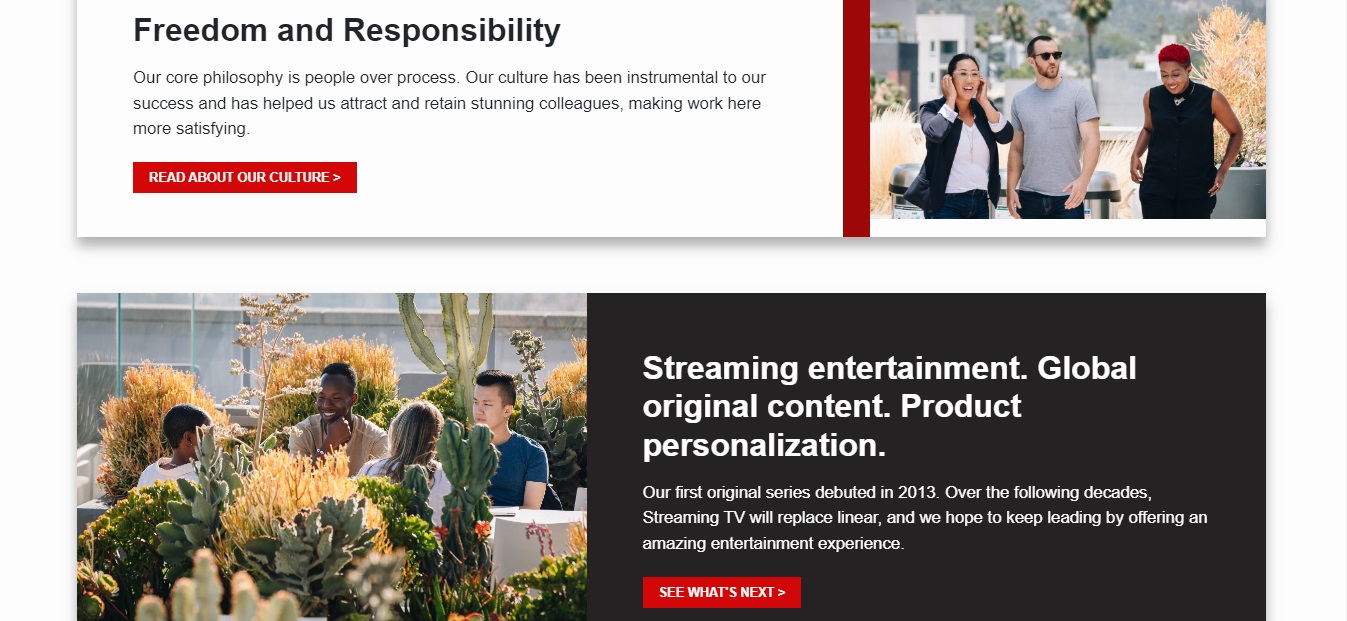 Freedom and Responsibility
Our core philosophy is people over process. Our culture has been instrumental to our
success and has helped us attract and retain stunning colleagues, making work here
more satisfying.
READ ABOUT OUR CULTURE >
Streaming entertainment. Global
original content. Product
personalization.
Our first original series debuted in 2013. Over the following decades,
Streaming TV will replace linear, and we hope to keep leading by offering an
amazing entertainment experience.
SEE WHAT'S NEXT >